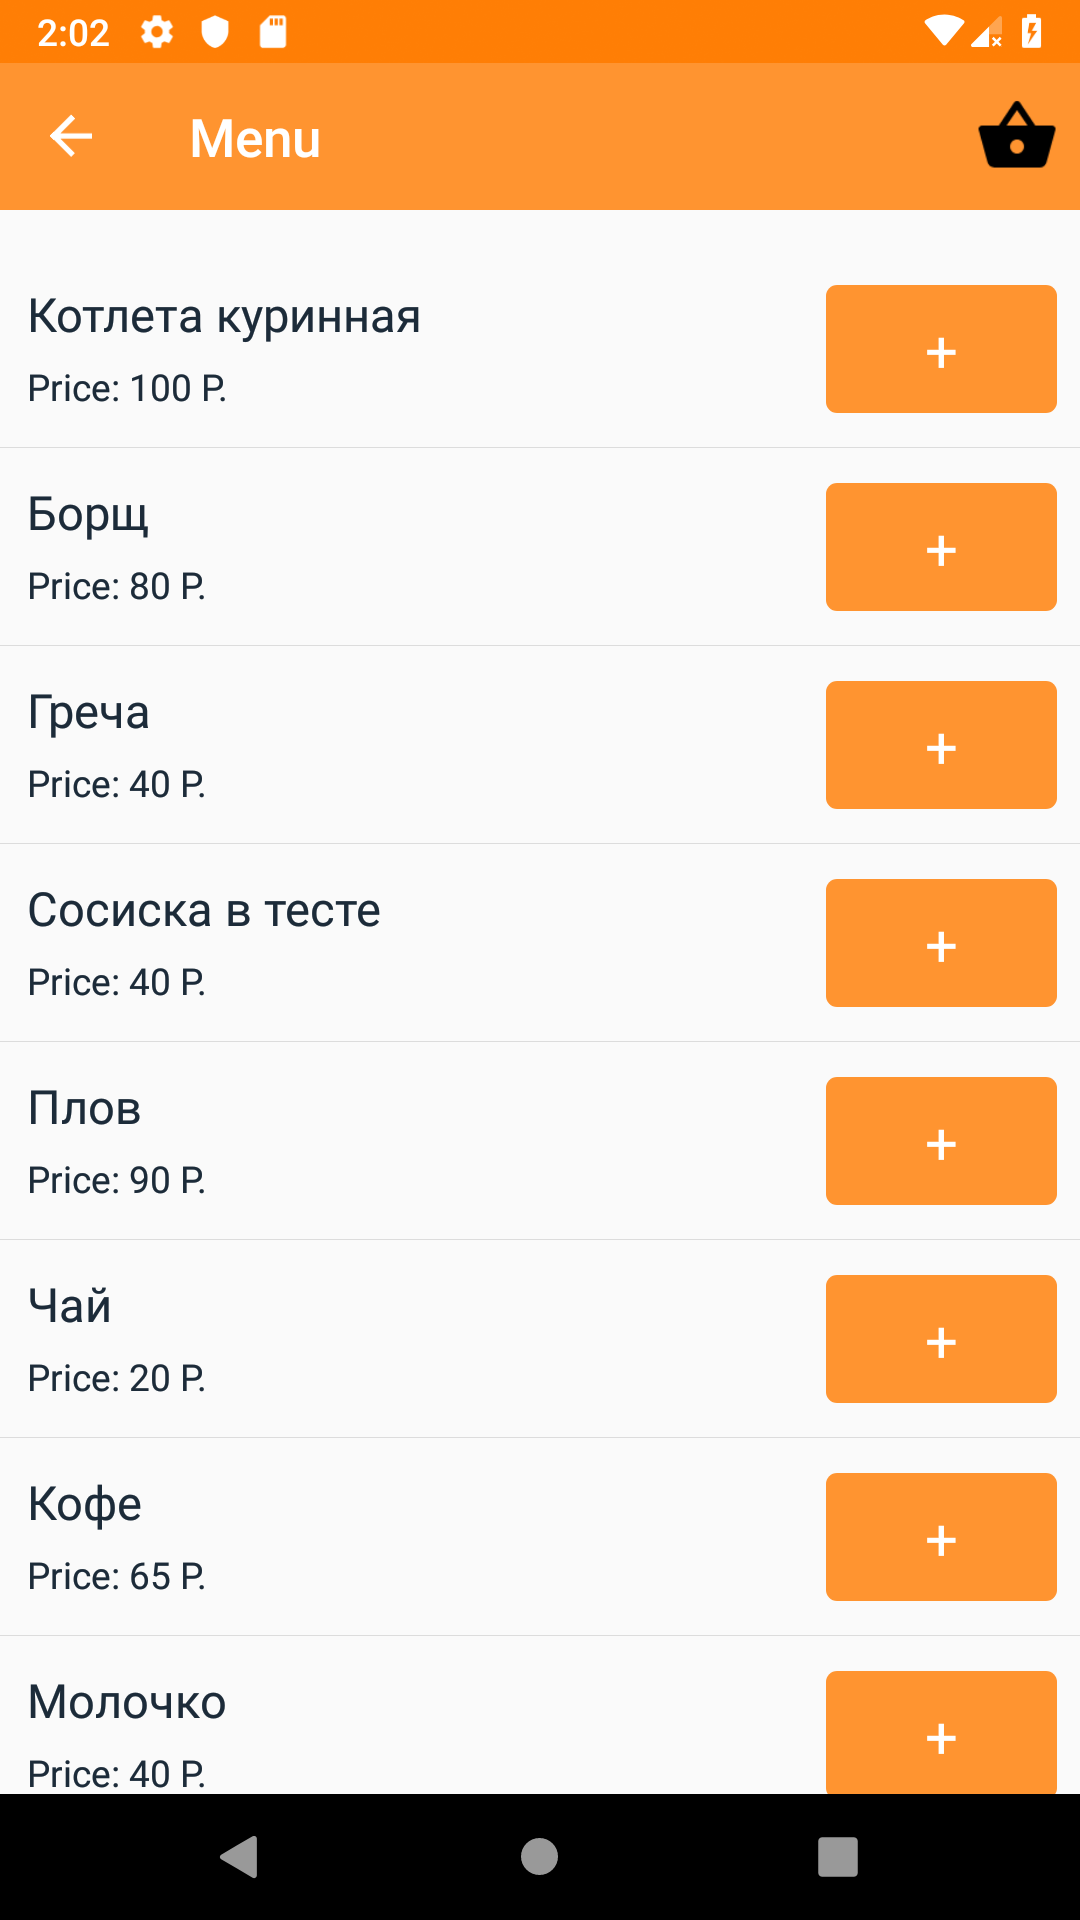 2:02
Menu
Котлета куринная
Price: 100 Р.
+
Борщ
Price: 80 Р.
+
Греча
Price: 40 Р.
+
Сосиска в тесте
Price: 40 Р.
+
Плов
Price: 90 Р.
+
Чай
Price: 20 Р.
+
Кофе
Price: 65 Р.
+
Молочко
Price: 40 Р.
+